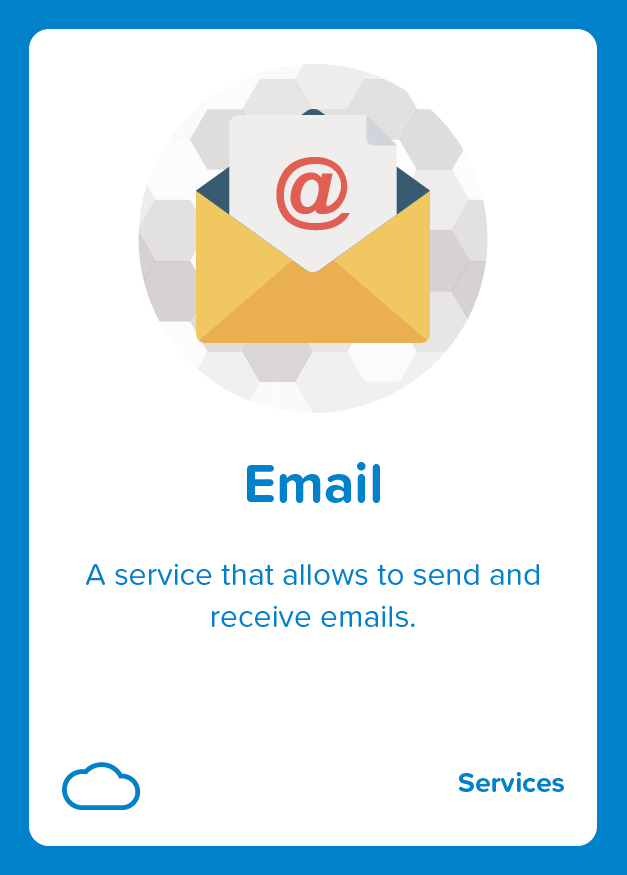 @
Email
A service that allows to send and
receive emails.
Services